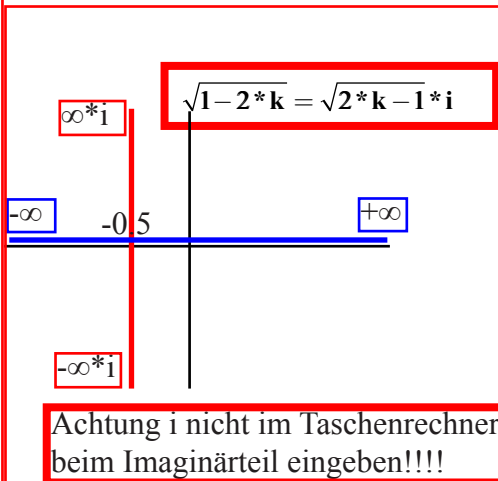 √1−2*k = √2*k−1*i
∞*i
-∞
-0.5
+∞
-∞*i
Achtung i nicht im Taschenrechner
beim Imaginärteil eingeben!!!!